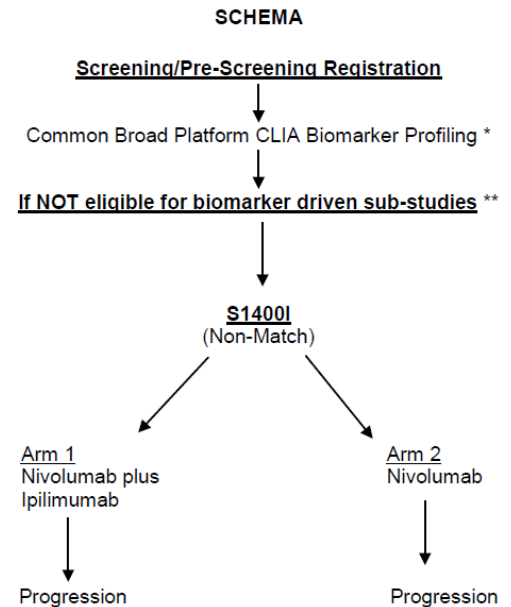 SCHEMA
Screening/Pre-Screening Registration
Common Broad Platform CLIA Biomarker Profiling *
If NOT eligible for biomarker driven sub-studies **
S1400I
(Non-Match)
Arm 1
Nivolumab plus
Ipilimumab
Progression
Arm 2
Nivolumab
Progression